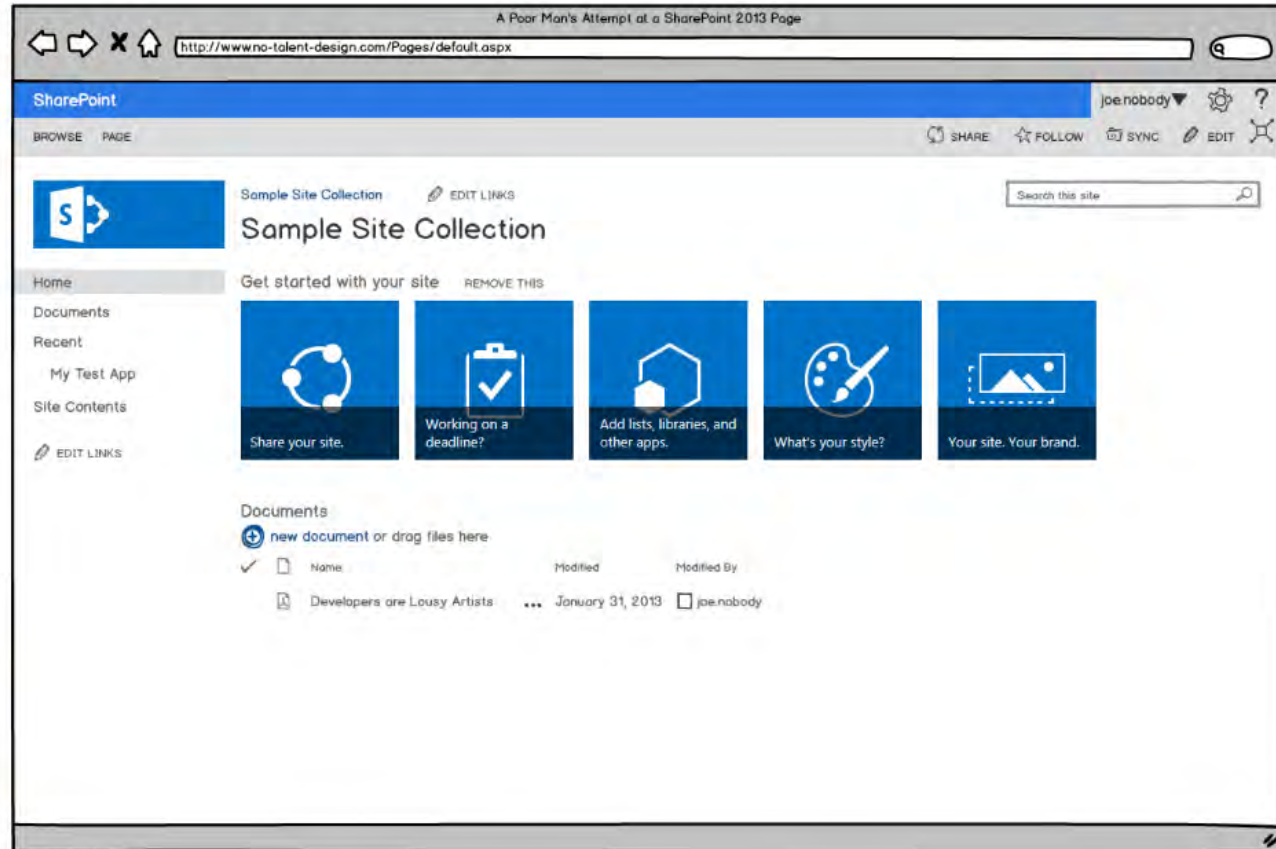 A Poor Man's Attempt at a SharePoint 2013 Page
http://www.no-talent-design.com/Pages/default.aspx
SharePoint
joe.nobody
?
BROWSE PAGE
SHARE FOLLOW SYNC EDIT
S
Sample Site Collection EDIT LINKS
Search this site
Sample Site Collection
Home
Documents
Recent
My Test App
Site Contents
EDIT LINKS
Get started with your site REMOVE THIS
Share your site.
Working on a
deadline?
Add lists, libraries, and
other apps.
What's your style?
Your site. Your brand.
Documents
new document or drag files here
Name Modified Modified By
Developers are Lousy Artists ... January 31, 2013 joe.nobody